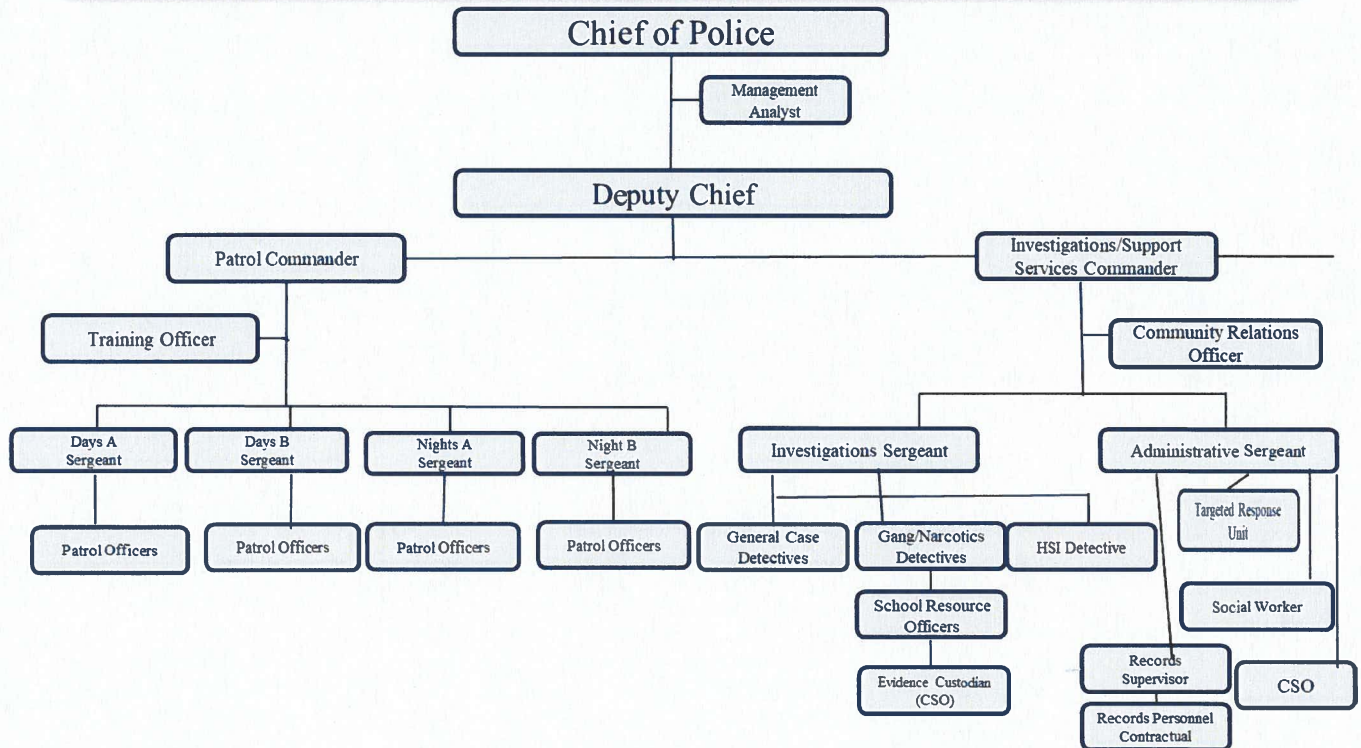 Chief of Police
Management
Analyst
Deputy Chief
Patrol Commander
Investigations/Support
Services Commander
Training Officer
Community Relations
Officer
Days A
Sergeant
Days B
Sergeant
Nights A
Sergeant
Night B
Sergeant
Investigations Sergeant
Administrative Sergeant
Patrol Officers
Patrol Officers
Patrol Officers
Patrol Officers
General Case
Detectives
Gang/Narcotics
Detectives
HSI Detective
Targeted Response
Unit
School Resource
Officers
Social Worker
Evidence Custodian
(CSO)
Records
Supervisor
CSO
Records Personnel
Contractual